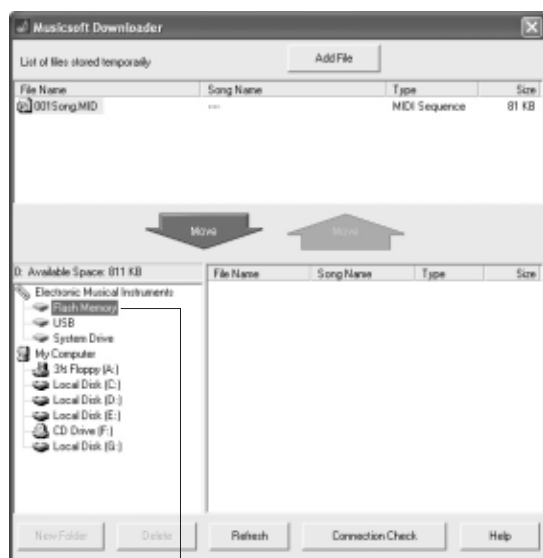 Musicsoft Downloader
List of files stored temporarily
Add File
File Name Song Name Type Size
001Song.MID --- MIDI Sequence 81 KB
Move Move
D: Available Space: 811 KB
File Name Song Name Type Size
Electronic Musical Instruments
Flash Memory
USB
System Drive
My Computer
3½ Floppy (A:)
Local Disk (C:)
Local Disk (D:)
Local Disk (E:)
CD Drive (F:)
Local Disk (G:)
New Folder Delete Refresh Connection Check Help